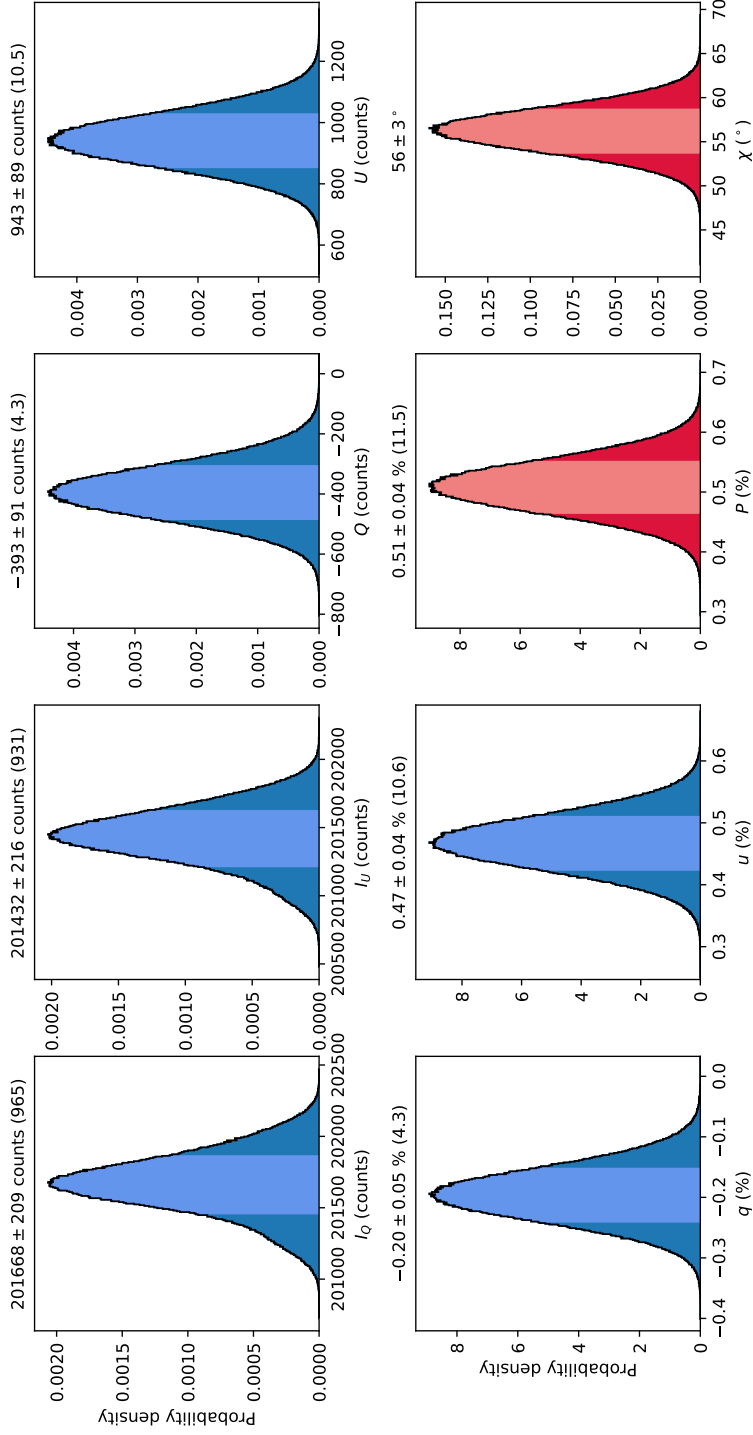 201668 ± 209 counts (965)
Probability density
0.0020
0.0015
0.0010
0.0005
0.0000
201000 201500 202000 202500
I_Q (counts)
201432 ± 216 counts (931)
0.0020
0.0015
0.0010
0.0005
0.0000
200500 201000 201500 202000
I_U (counts)
−393 ± 91 counts (4.3)
0.004
0.003
0.002
0.001
0.000
−800 −600 −400 −200 0
Q (counts)
943 ± 89 counts (10.5)
0.004
0.003
0.002
0.001
0.000
600 800 1000 1200
U (counts)
−0.20 ± 0.05 % (4.3)
Probability density
8
6
4
2
0
−0.4 −0.3 −0.2 −0.1 0.0
q (%)
0.47 ± 0.04 % (10.6)
8
6
4
2
0
0.3 0.4 0.5 0.6
u (%)
0.51 ± 0.04 % (11.5)
8
6
4
2
0
0.3 0.4 0.5 0.6 0.7
P (%)
56 ± 3°
0.150
0.125
0.100
0.075
0.050
0.025
0.000
45 50 55 60 65 70
χ (°)